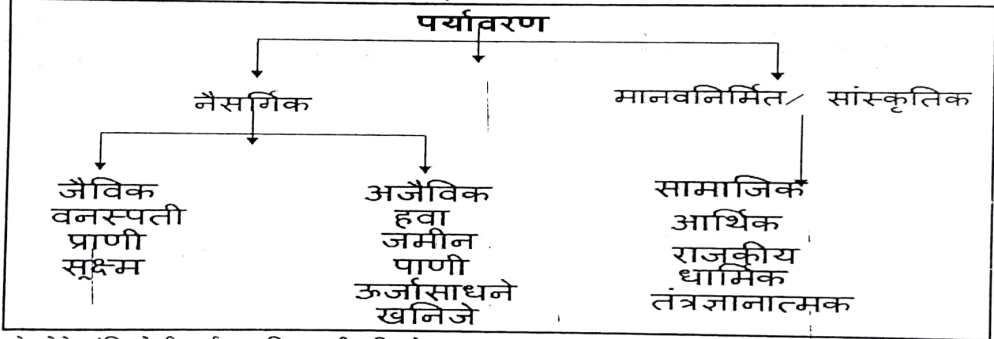 पर्यावरण
नैसर्गिक
मानवनिर्मित/ सांस्कृतिक
जैविक
वनस्पती
प्राणी
सूक्ष्म
अजैविक
हवा
जमीन
पाणी
ऊर्जासाधने
खनिजे
सामाजिक
आर्थिक
राजकीय
धार्मिक
तंत्रज्ञानात्मक